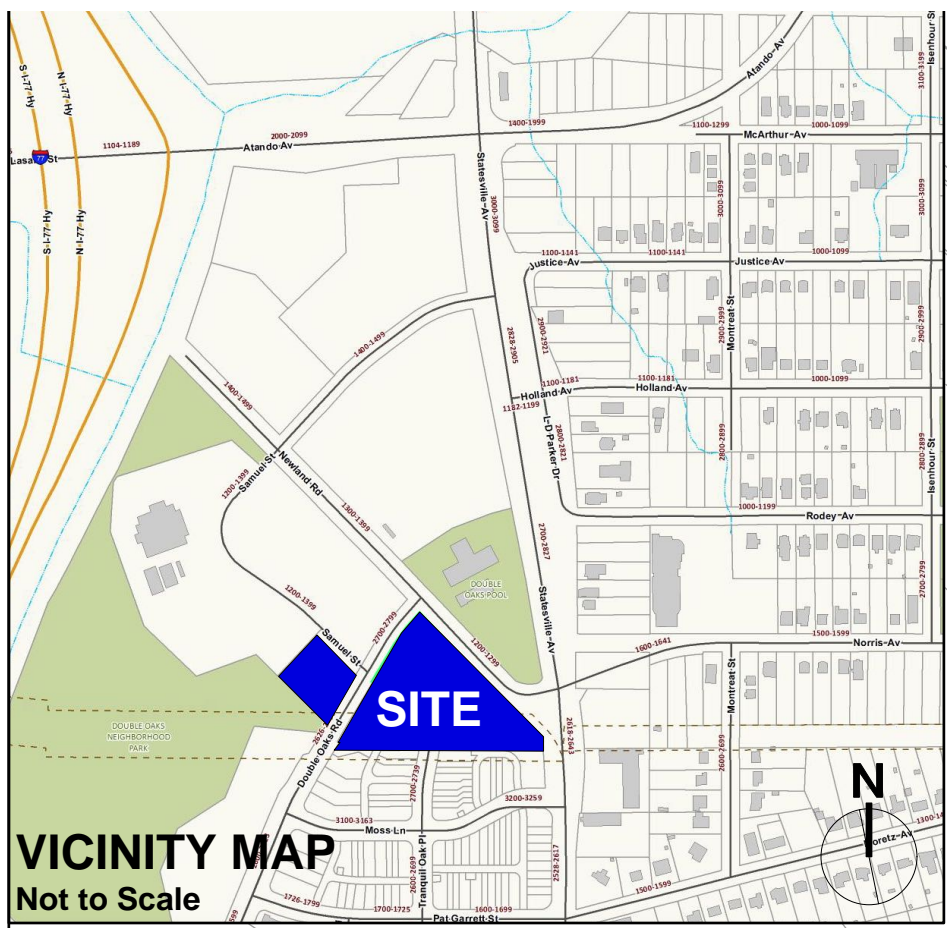 Isenhour St
Atando-Av
3100-3199
S-I-77-Hy
N-I-77-Hy
1400-1999
1100-1299
1000-1099
McArthur-Av
2000-2099
1104-1189
Atando Av
77
St
Statesville-Av
3000-3099
3000-3099
3000-3099
S-I-77-Hy
N-I-77-Hy
1100-1141
1100-1141
1000-1099
Justice-Av
Justice-Av
2828-2905
2900-2921
2900-2999
Montreat-St
2900-2999
1400-1499
1100-1181
1100-1181
1000-1099
Holland-Av
Holland-Av
1182-1199
1400-1499
L-D-Parker-Dr
2800-2821
2800-2899
2800-2899
Isenhour-St
Samuel-St
Newland-Rd
1200-1399
1300-1399
1000-1199
Rodey-Av
2700-2827
DOUBLE
OAKS POOL
2700-2799
1200-1399
Statesville-Av
2700-2799
Samuel-St
1200-1299
1500-1599
1600-1641
Norris-Av
SITE
Montreat-St
DOUBLE OAKS
NEIGHBORHOOD
PARK
Double-Oaks-Rd
2618-2643
2600-2699
2700-2739
N
3200-3259
3100-3163
Moss Ln
VICINITY MAP
Tranquil-Oak-Pl
2600-2699
2528-2617
Not to Scale
1500-1599
1726-1799
1700-1725
1600-1699
Pat-Garrett-St